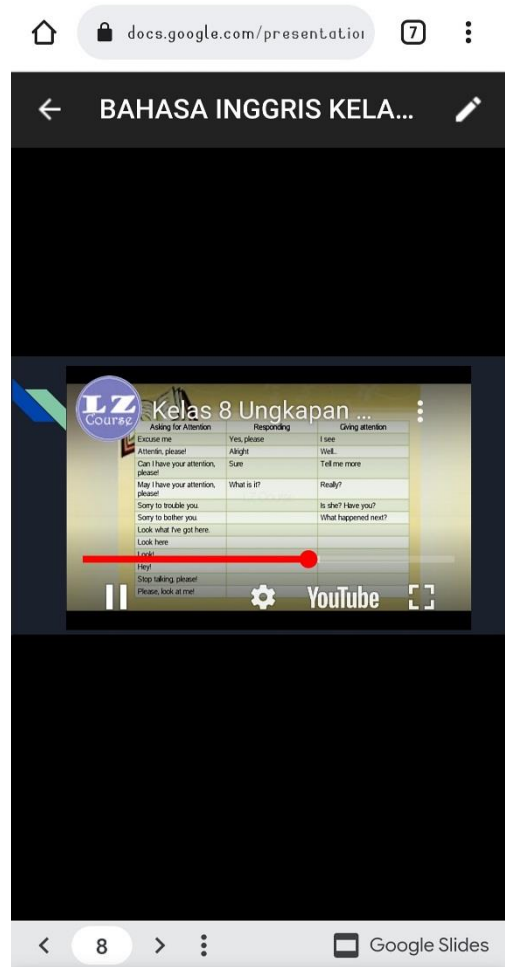 docs.google.com/presentation
7
BAHASA INGGRIS KELA...
LZ
Course
Kelas 8 Ungkapan ...
Asking for Attention Responding Giving attention
Excuse me Yes, please I see
Attentin, please! Alright Well..
Can I have your attention, Sure Tell me more
please!
May I have your attention, What is it? Really?
please!
Sorry to trouble you. Is she? Have you?
Sorry to bother you. What happened next?
Look what I've got here.
Look here
Look!
Hey!
Stop talking, please!
Please, look at me!
YouTube
8
Google Slides